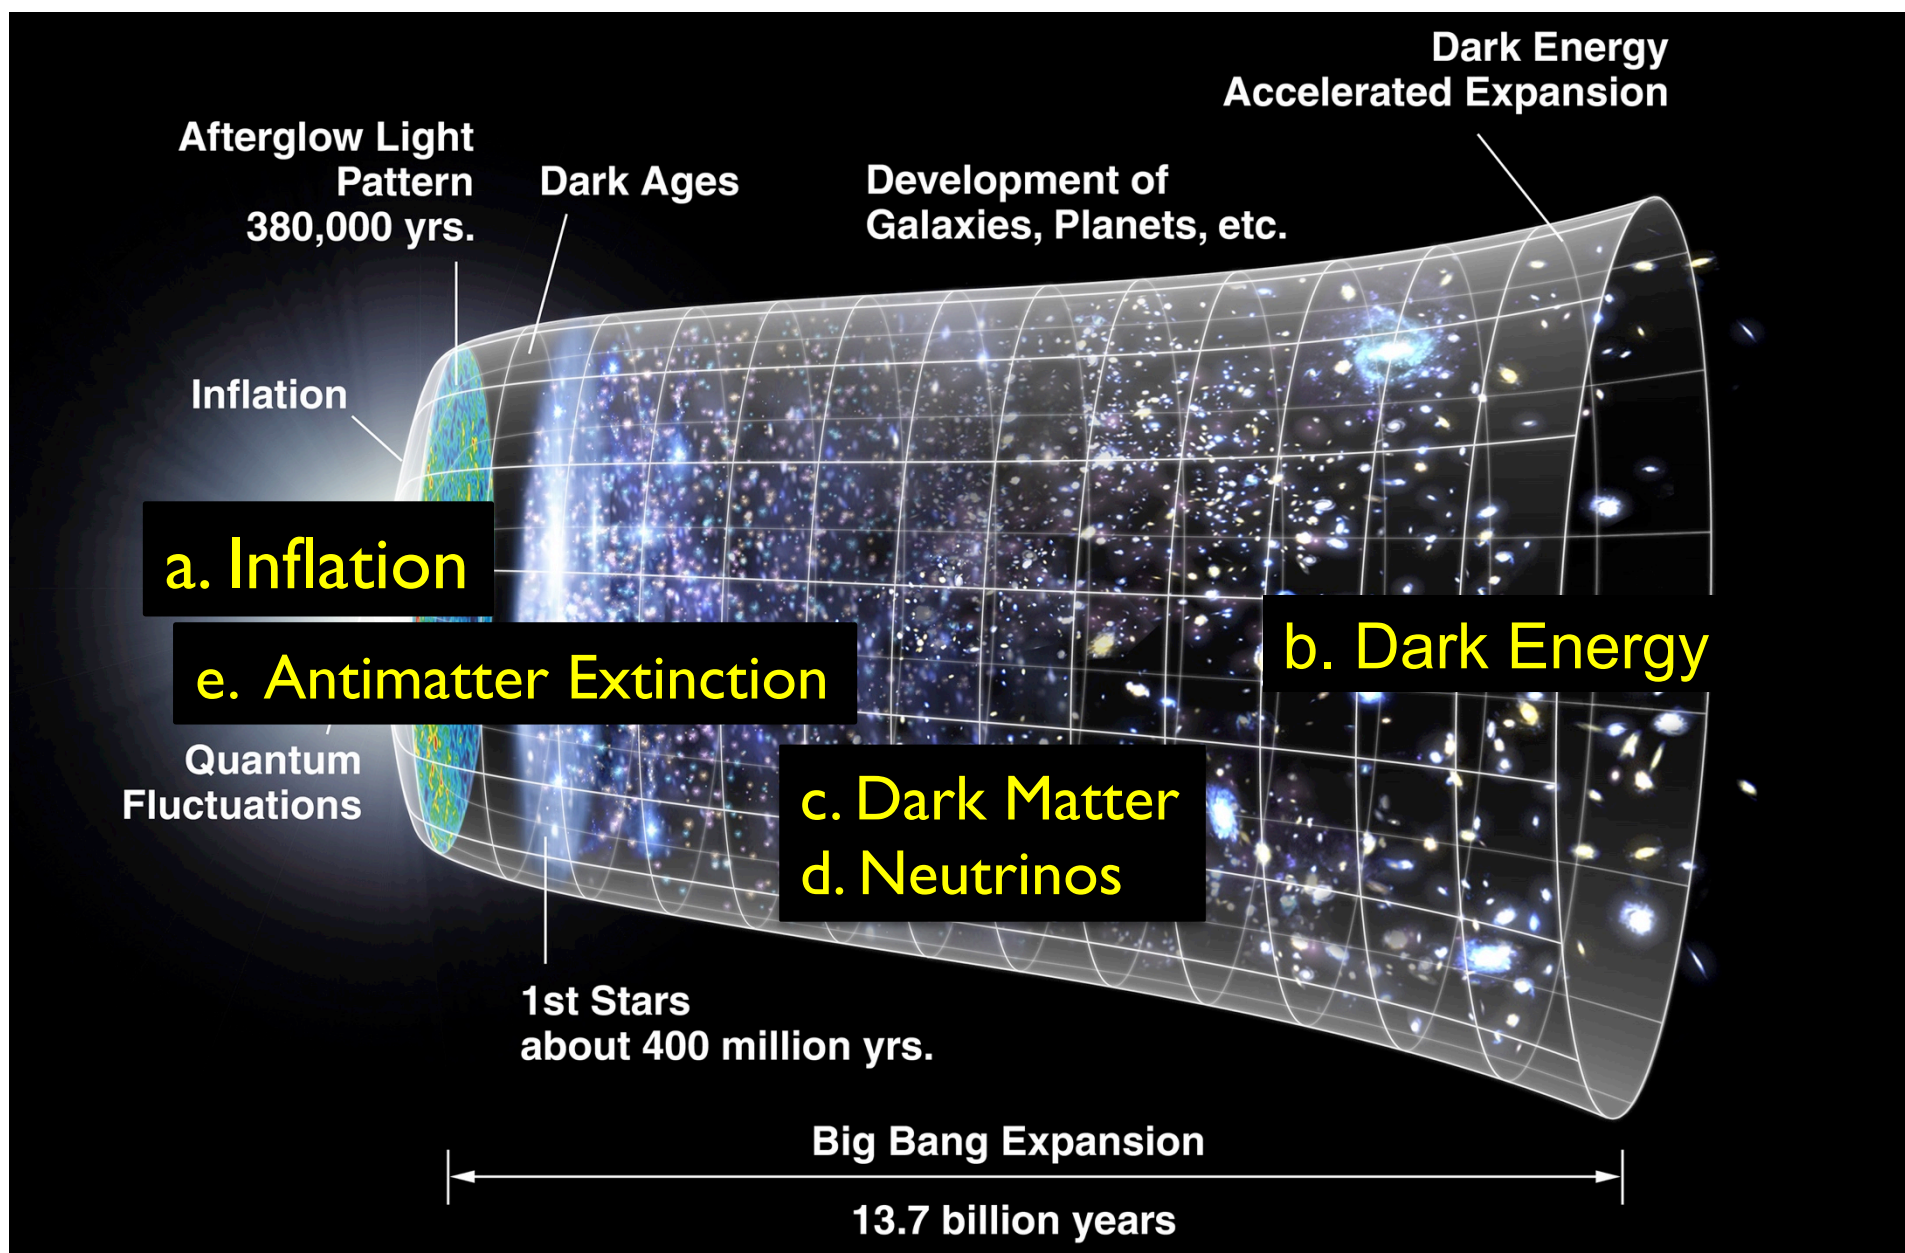 Dark Energy
Accelerated Expansion
Afterglow Light
Pattern
380,000 yrs.
Dark Ages
Development of
Galaxies, Planets, etc.
Inflation
a. Inflation
e. Antimatter Extinction
b. Dark Energy
Quantum
Fluctuations
c. Dark Matter
d. Neutrinos
1st Stars
about 400 million yrs.
Big Bang Expansion
13.7 billion years